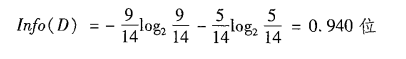 Info(D) = - 9/14 log₂ 9/14 - 5/14 log₂ 5/14 = 0.940 位